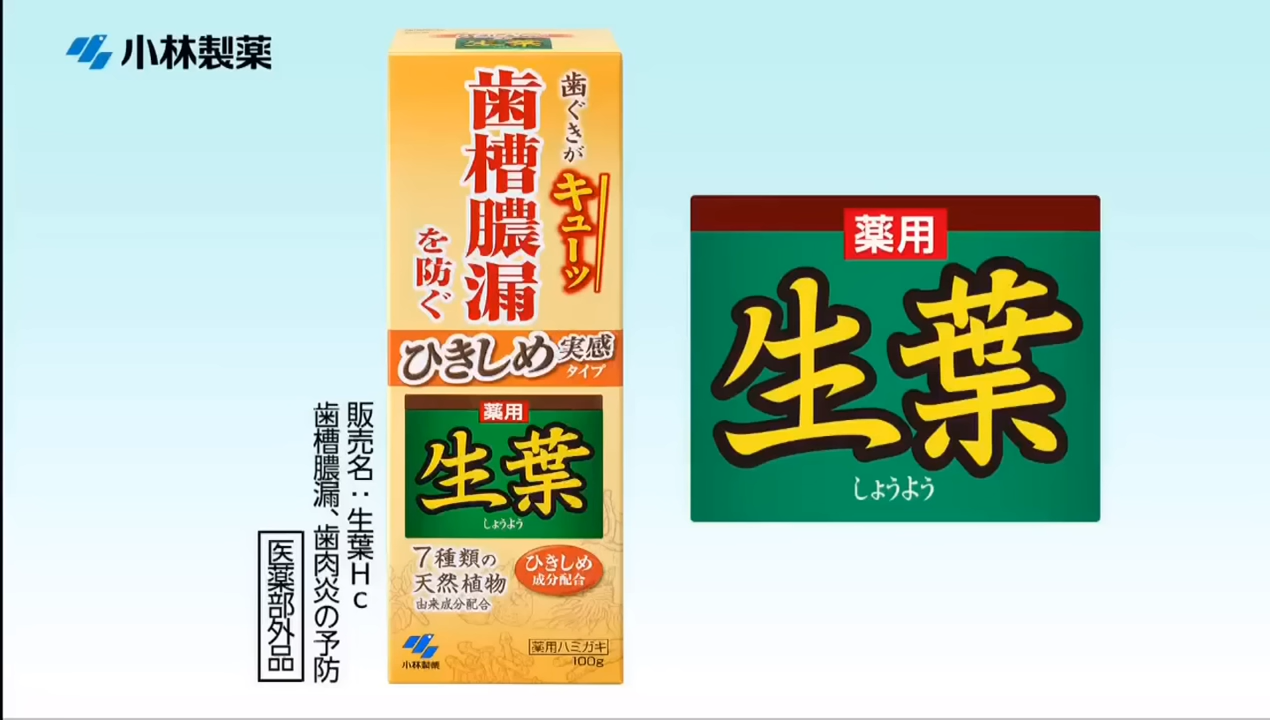 小林製薬
生葉
歯ぐきが
キューッ
歯槽膿漏
を防ぐ
ひきしめ実感
タイプ
薬用
生葉
しょうよう
7種類の
天然植物
由来成分配合
ひきしめ
成分配合
小林製薬
薬用ハミガキ
100g
販売名：生葉Hc
歯槽膿漏、歯肉炎の予防
医薬部外品
薬用
生葉
しょうよう